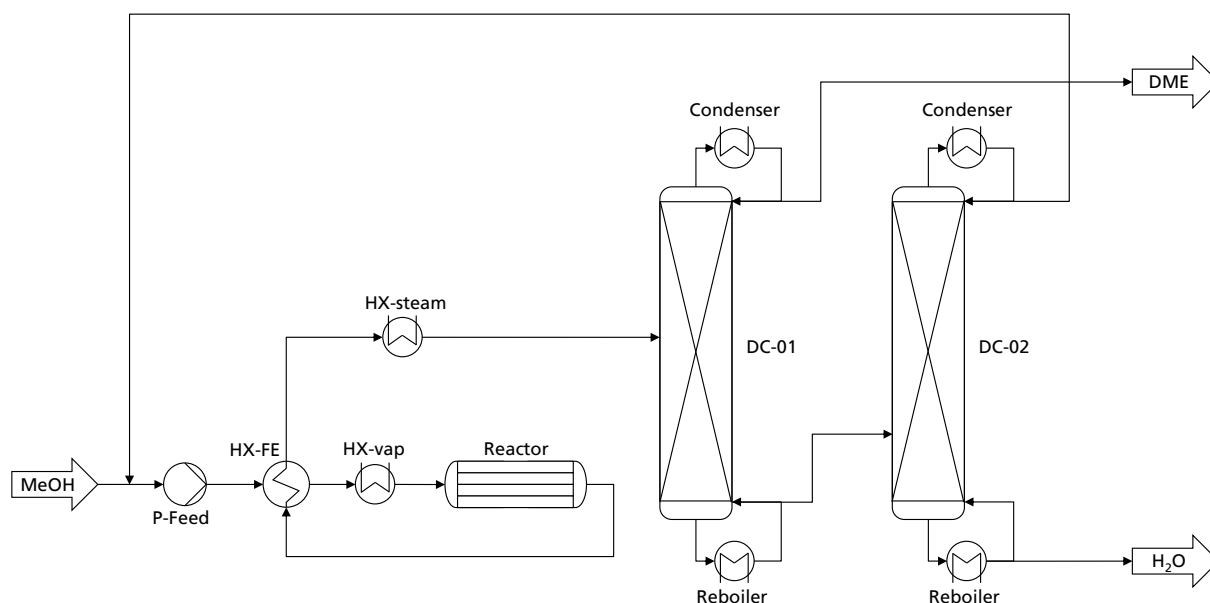 DME
Condenser
Condenser
HX-steam
DC-01
DC-02
HX-FE
HX-vap
Reactor
MeOH
P-Feed
H₂O
Reboiler
Reboiler